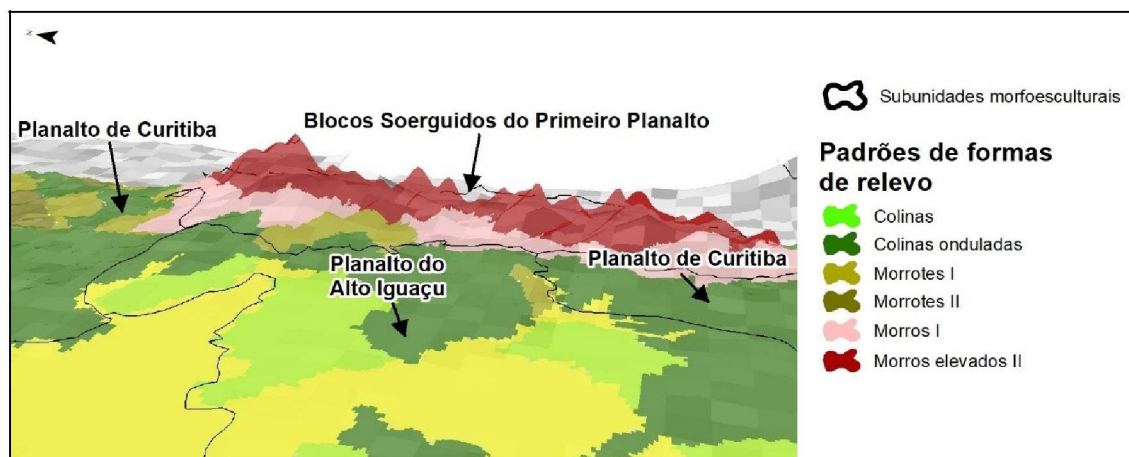 N
Planalto de Curitiba
Blocos Soerguidos do Primeiro Planalto
Planalto do
Alto Iguaçu
Planalto de Curitiba
Subunidades morfoesculturais
Padrões de formas
de relevo
Colinas
Colinas onduladas
Morrotes I
Morrotes II
Morros I
Morros elevados II